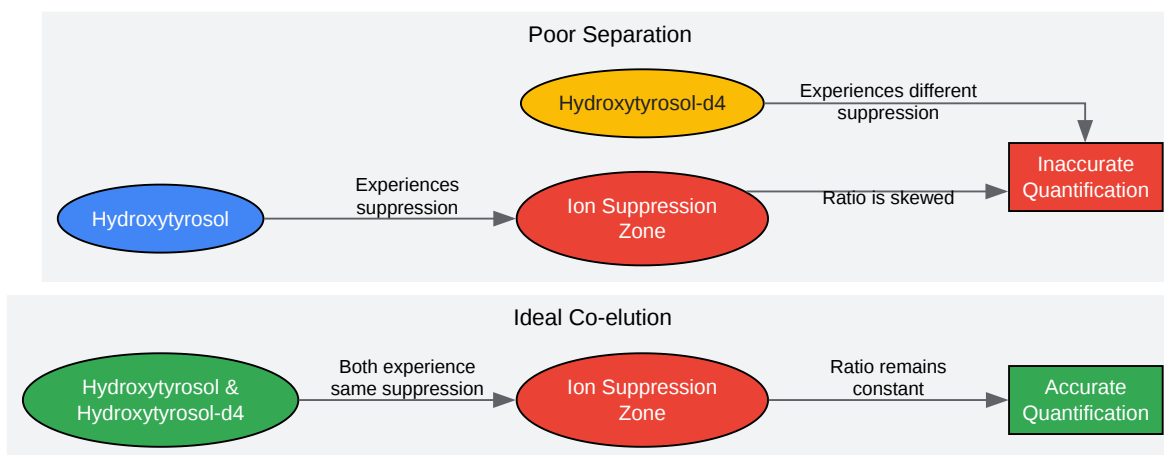 Poor Separation
Hydroxytyrosol-d4
Experiences different
suppression
Inaccurate
Quantification
Hydroxytyrosol
Experiences
suppression
Ion Suppression
Zone
Ratio is skewed
Ideal Co-elution
Hydroxytyrosol &
Hydroxytyrosol-d4
Both experience
same suppression
Ion Suppression
Zone
Ratio remains
constant
Accurate
Quantification